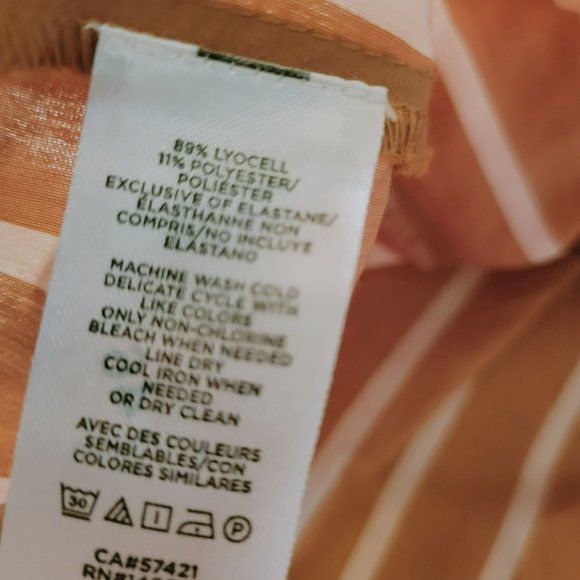 89% LYOCELL
11% POLYESTER/
POLIÉSTER
EXCLUSIVE OF ELASTANE/
ÉLASTHANNE NON
COMPRIS/NO INCLUYE
ELASTANO
MACHINE WASH COLD
DELICATE CYCLE WITH
LIKE COLORS
ONLY NON-CHLORINE
BLEACH WHEN NEEDED
LINE DRY
COOL IRON WHEN
NEEDED
OR DRY CLEAN
AVEC DES COULEURS
SEMBLABLES/CON
COLORES SIMILARES
30 P
CA#57421